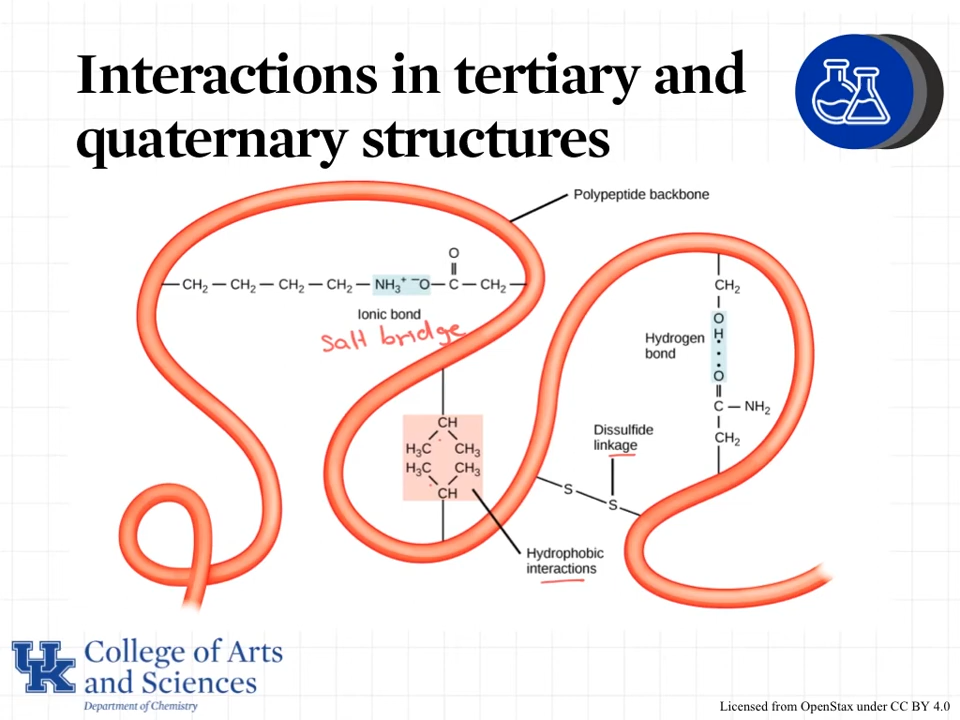 Interactions in tertiary and
quaternary structures
Polypeptide backbone
O
‖
—CH₂—CH₂—CH₂—CH₂—NH₃⁺ ⁻O—C—CH₂—
Ionic bond
Salt bridge
CH₂
O
H
Hydrogen
bond
O
‖
C—NH₂
CH₂
CH
H₃C CH₃
H₃C CH₃
CH
Dissulfide
linkage
S
S
Hydrophobic
interactions
UK
College of Arts
and Sciences
Department of Chemistry
Licensed from OpenStax under CC BY 4.0